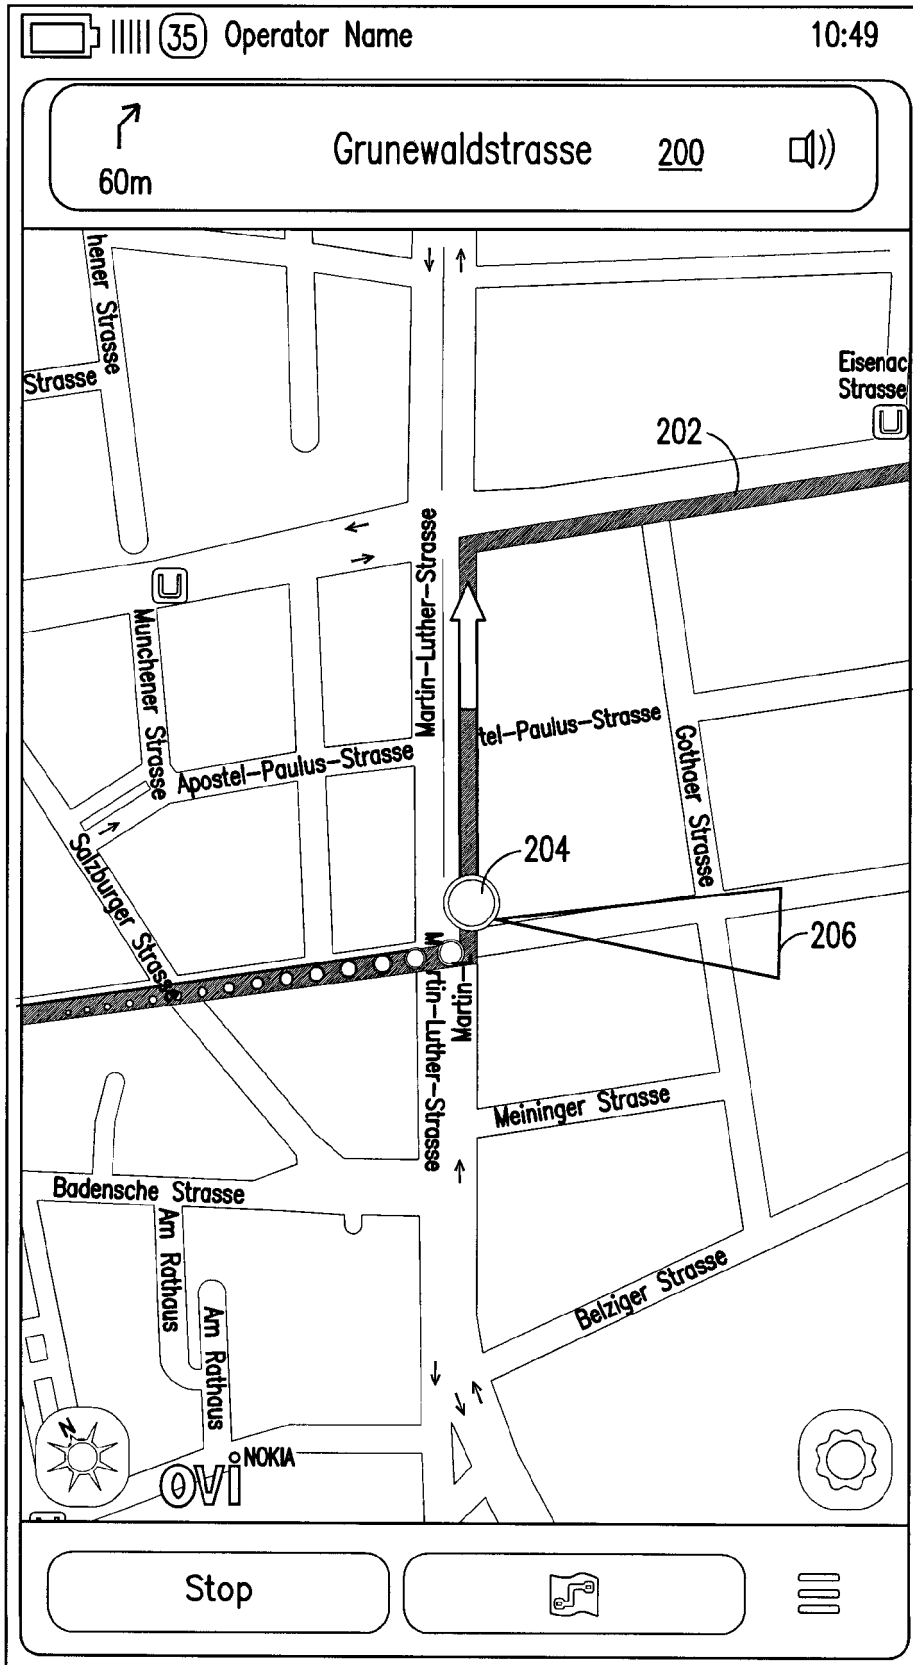 35 Operator Name 10:49
60m
Grunewaldstrasse 200
hener Strasse
Strasse
Eisenac
Strasse
U
202
Martin-Luther-Strasse
U
Munchener
Strasse
tel-Paulus-Strasse
Apostel-Paulus-Strasse
Gothaer Strasse
Salzburger Strasse
204
206
Martin-Luther-Strasse
Martin-
Meininger Strasse
Badensche Strasse
Am Rathaus
Am Rathaus
Belziger Strasse
N
OVI NOKIA
Stop